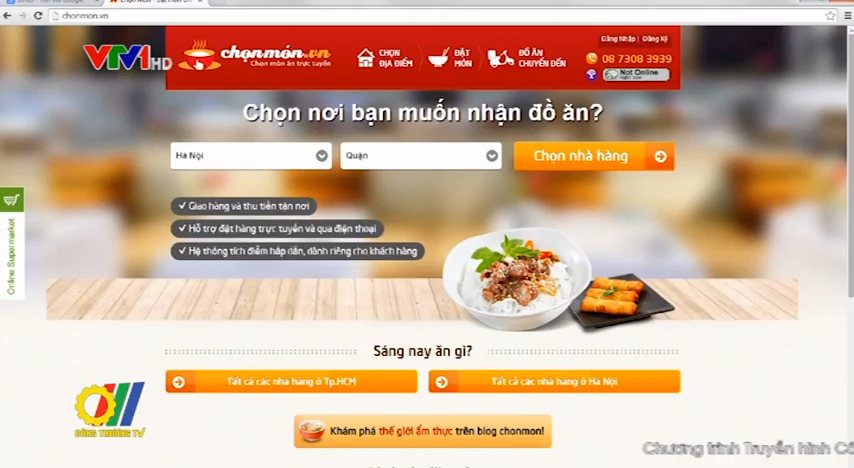 chonmon.vn
VTV1 HD
chọnmón.vn
Chọn món ăn trực tuyến
CHỌN
ĐỊA ĐIỂM
ĐẶT
MÓN
ĐỒ ĂN
CHUYỂN ĐẾN
Đăng Nhập | Đăng Ký
08 7308 3939
Not Online
Chọn nơi bạn muốn nhận đồ ăn?
Hà Nội
Quận
Chọn nhà hàng
Giao hàng và thu tiền tận nơi
Hỗ trợ đặt hàng trực tuyến và qua điện thoại
Hệ thống tích điểm hấp dẫn, dành riêng cho khách hàng
Online Supermarket
Sáng nay ăn gì?
Tất cả các nhà hàng ở Tp.HCM
Tất cả các nhà hàng ở Hà Nội
Khám phá thế giới ẩm thực trên blog chonmon!
CÔNG THƯƠNG TV
Chương trình Truyền hình Cô